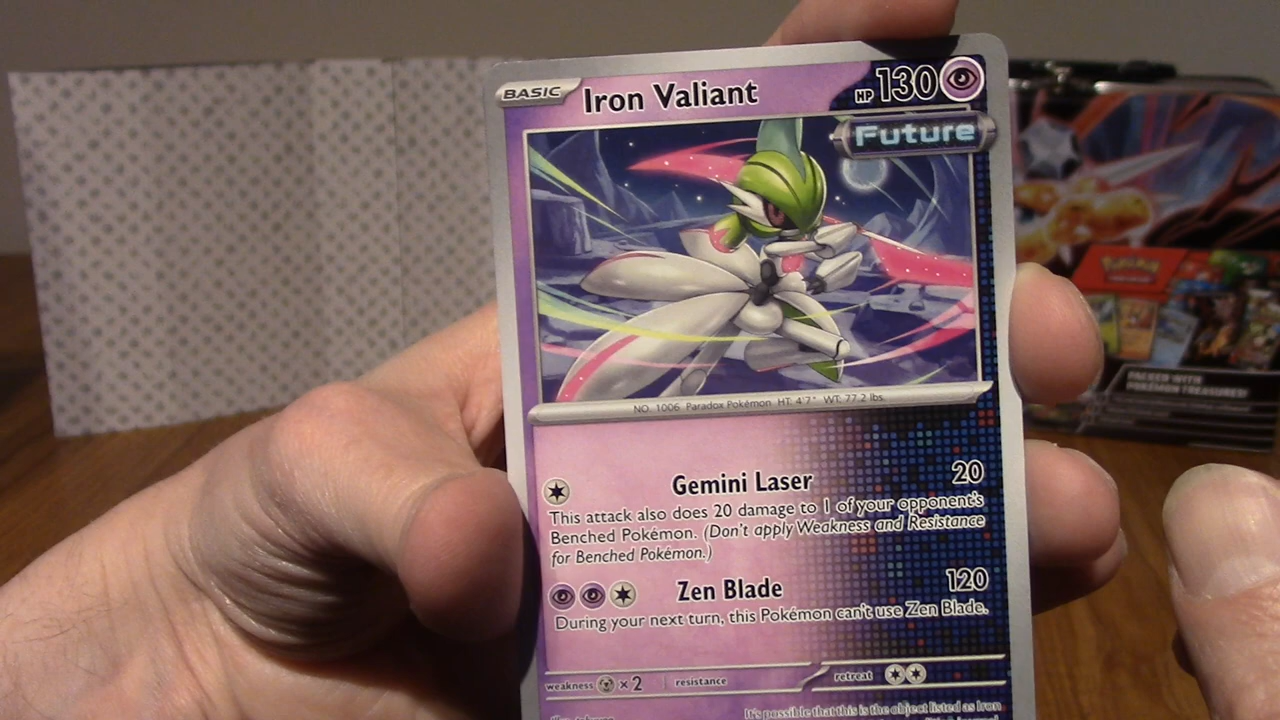 BASIC Iron Valiant HP 130
Future
NO. 1006 Paradox Pokémon HT: 4'7" WT: 77.2 lbs.
Gemini Laser 20
This attack also does 20 damage to 1 of your opponent's
Benched Pokémon. (Don't apply Weakness and Resistance
for Benched Pokémon.)
Zen Blade 120
During your next turn, this Pokémon can't use Zen Blade.
weakness ×2 resistance retreat
It's possible that this is the object listed as Iron
Pokémon
PACKED WITH
POKÉMON TREASURES!